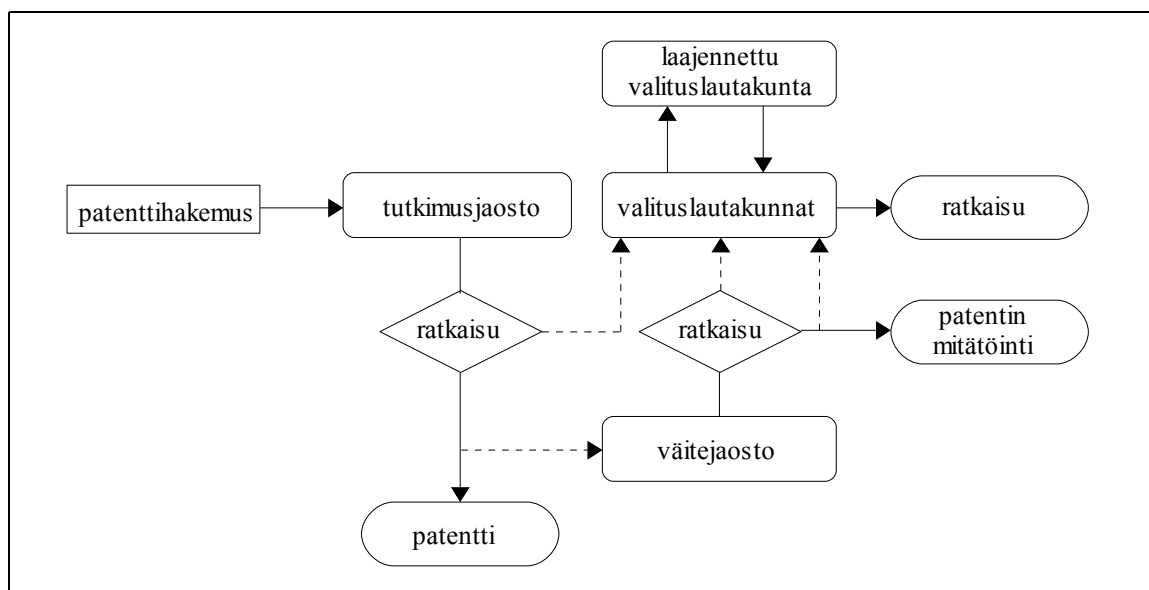 laajennettu
valituslautakunta
patenttihakemus
tutkimusjaosto
valituslautakunnat
ratkaisu
ratkaisu
ratkaisu
patentin
mitätöinti
väitejaosto
patentti